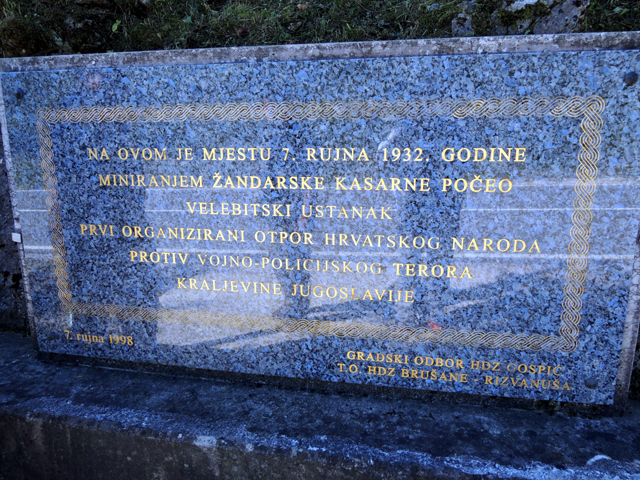 NA OVOM JE MJESTU 7. RUJNA 1932. GODINE
MINIRANJEM ŽANDARSKE KASARNE POČEO
VELEBITSKI USTANAK
PRVI ORGANIZIRANI OTPOR HRVATSKOG NARODA
PROTIV VOJNO-POLICIJSKOG TERORA
KRALJEVINE JUGOSLAVIJE
7. rujna 1998
GRADSKI ODBOR HDZ GOSPIĆ
T.O. HDZ BRUŠANE - RIZVANUŠA